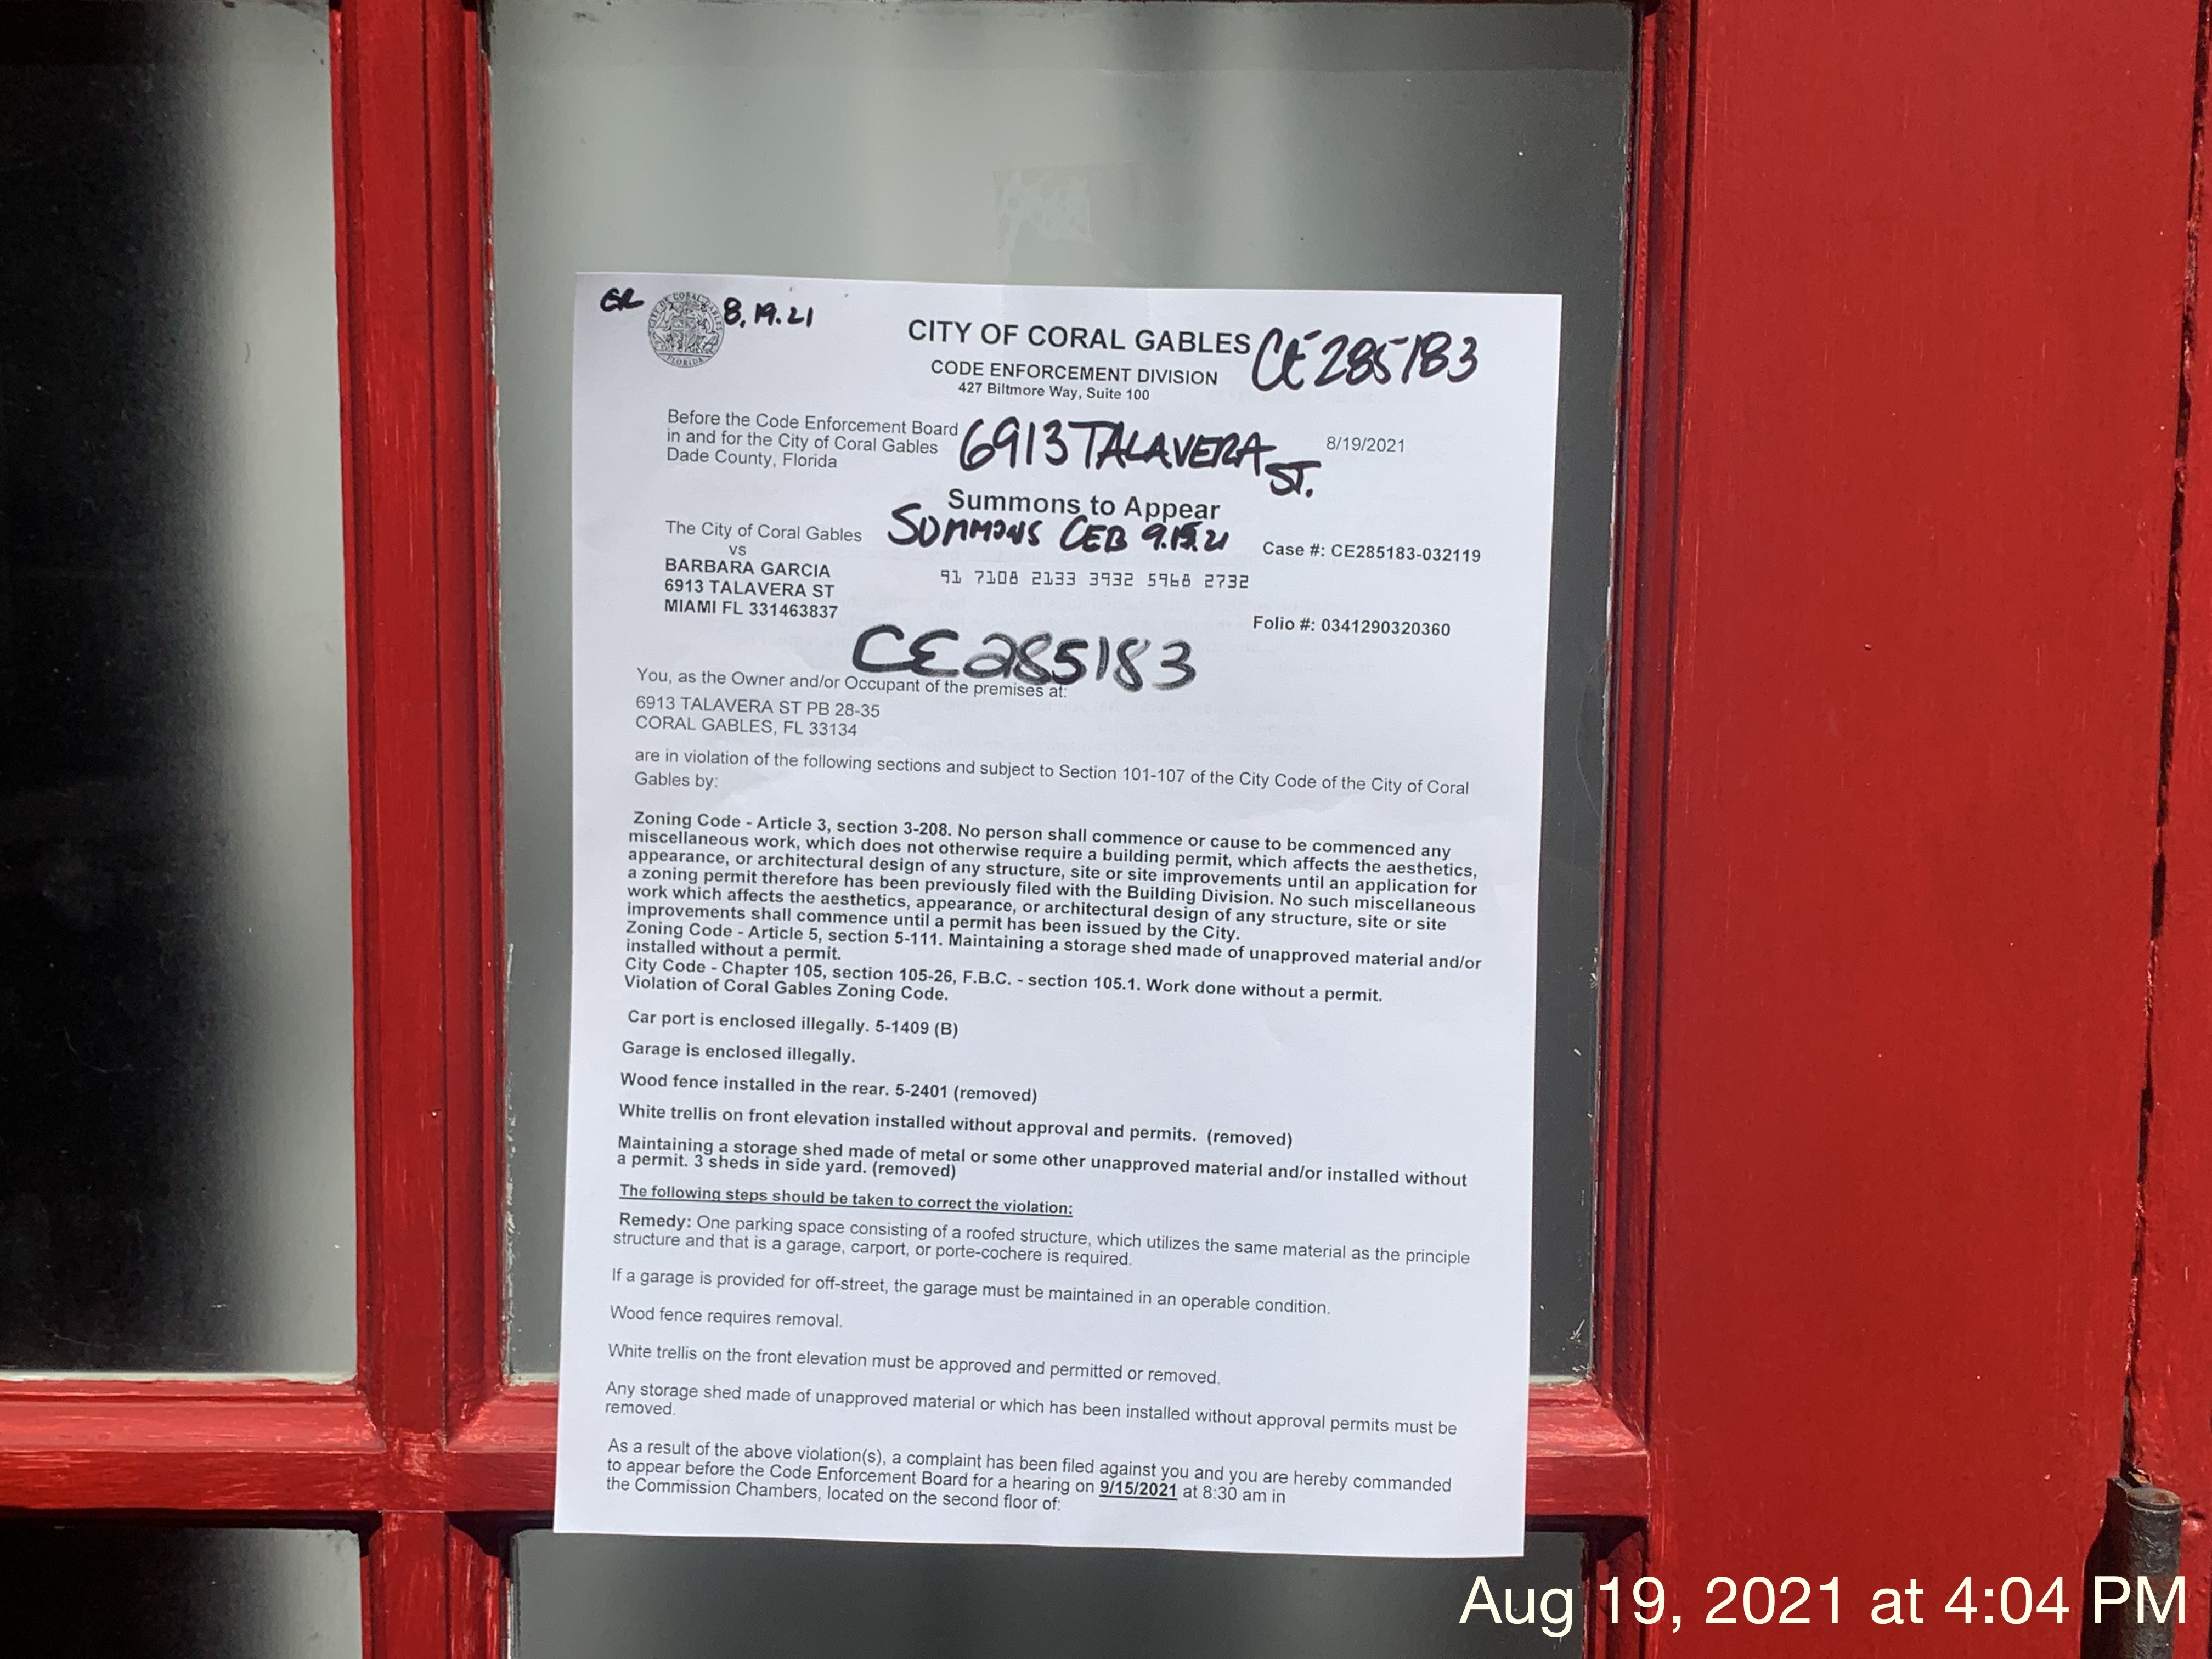 ER 8.19.21
CITY OF CORAL GABLES CE285183
CODE ENFORCEMENT DIVISION
427 Biltmore Way, Suite 100
Before the Code Enforcement Board
in and for the City of Coral Gables
Dade County, Florida
6913 TALAVERA ST.
8/19/2021
Summons to Appear
SUMMONS CEB 9.15.21
The City of Coral Gables
vs
BARBARA GARCIA
6913 TALAVERA ST
MIAMI FL 331463837
Case #: CE285183-032119
91 7108 2133 3932 5968 2732
Folio #: 0341290320360
CE285183
You, as the Owner and/or Occupant of the premises at:
6913 TALAVERA ST PB 28-35
CORAL GABLES, FL 33134
are in violation of the following sections and subject to Section 101-107 of the City Code of the City of Coral
Gables by:
Zoning Code - Article 3, section 3-208. No person shall commence or cause to be commenced any
miscellaneous work, which does not otherwise require a building permit, which affects the aesthetics,
appearance, or architectural design of any structure, site or site improvements until an application for
a zoning permit therefore has been previously filed with the Building Division. No such miscellaneous
work which affects the aesthetics, appearance, or architectural design of any structure, site or site
improvements shall commence until a permit has been issued by the City.
Zoning Code - Article 5, section 5-111. Maintaining a storage shed made of unapproved material and/or
installed without a permit.
City Code - Chapter 105, section 105-26, F.B.C. - section 105.1. Work done without a permit.
Violation of Coral Gables Zoning Code.
Car port is enclosed illegally. 5-1409 (B)
Garage is enclosed illegally.
Wood fence installed in the rear. 5-2401 (removed)
White trellis on front elevation installed without approval and permits. (removed)
Maintaining a storage shed made of metal or some other unapproved material and/or installed without
a permit. 3 sheds in side yard. (removed)
The following steps should be taken to correct the violation:
Remedy: One parking space consisting of a roofed structure, which utilizes the same material as the principle
structure and that is a garage, carport, or porte-cochere is required.
If a garage is provided for off-street, the garage must be maintained in an operable condition.
Wood fence requires removal.
White trellis on the front elevation must be approved and permitted or removed.
Any storage shed made of unapproved material or which has been installed without approval permits must be
removed.
As a result of the above violation(s), a complaint has been filed against you and you are hereby commanded
to appear before the Code Enforcement Board for a hearing on 9/15/2021 at 8:30 am in
the Commission Chambers, located on the second floor of:
Aug 19, 2021 at 4:04 PM